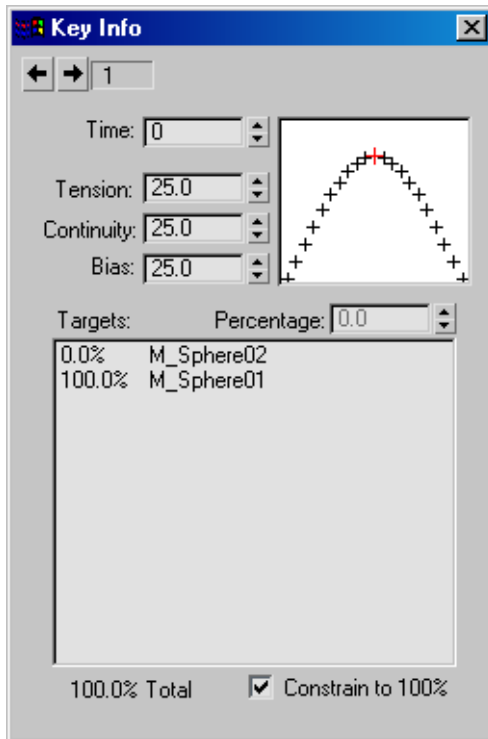 Key Info
1
Time: 0
Tension: 25.0
Continuity: 25.0
Bias: 25.0
Targets: Percentage: 0.0
0.0% M_Sphere02
100.0% M_Sphere01
100.0% Total Constrain to 100%